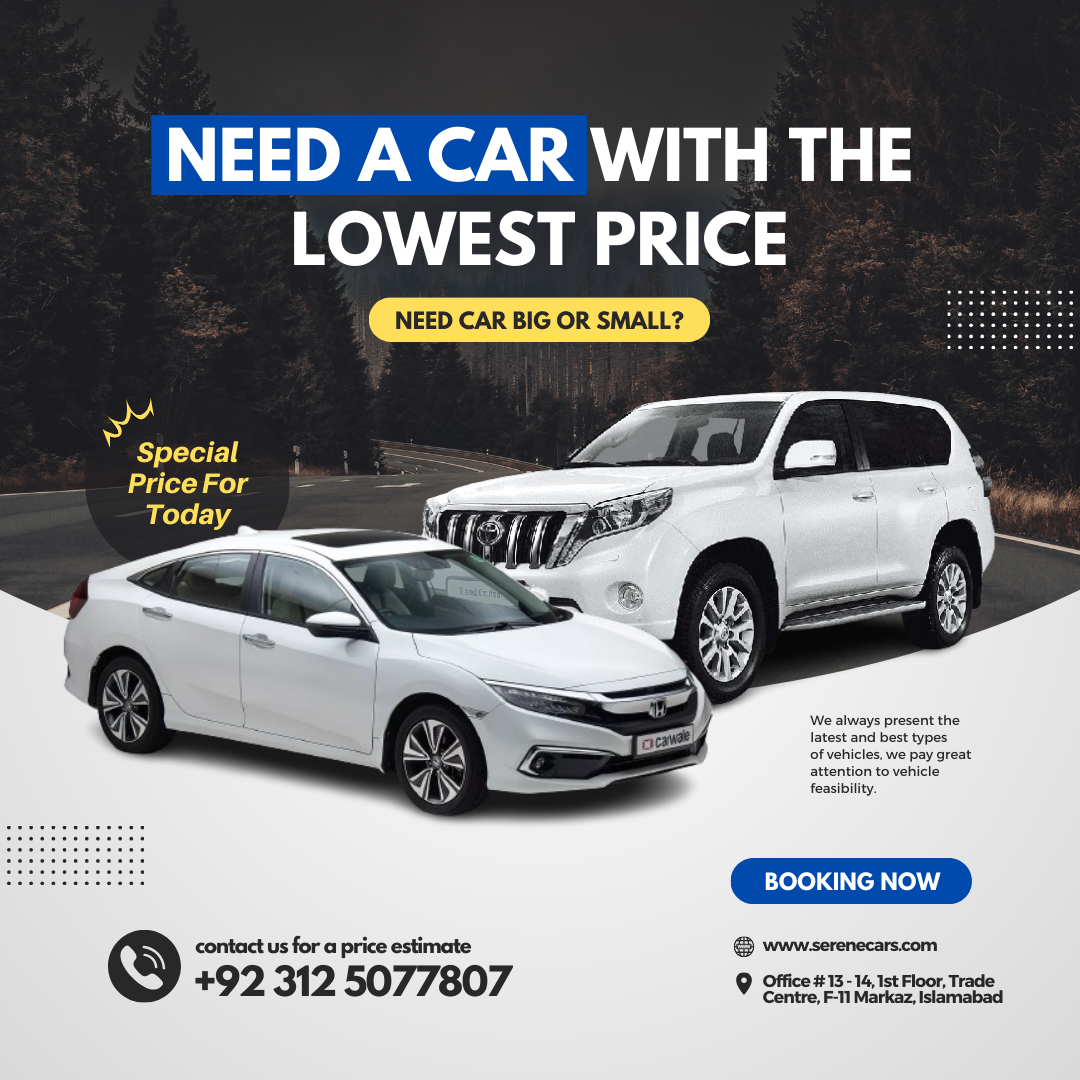 NEED A CAR WITH THE
LOWEST PRICE
NEED CAR BIG OR SMALL?
Special
Price For
Today
carwale
We always present the
latest and best types
of vehicles, we pay great
attention to vehicle
feasibility.
BOOKING NOW
contact us for a price estimate
+92 312 5077807
www.serenecars.com
Office # 13 - 14, 1st Floor, Trade
Centre, F-11 Markaz, Islamabad